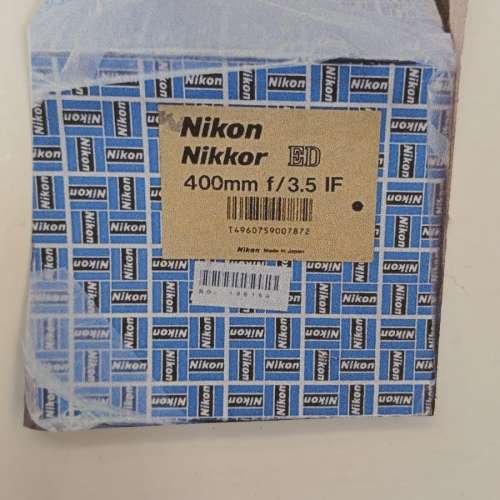 Nikon
Nikkor ED
400mm f/3.5 IF
T4960759007872
Nikon Made in Japan